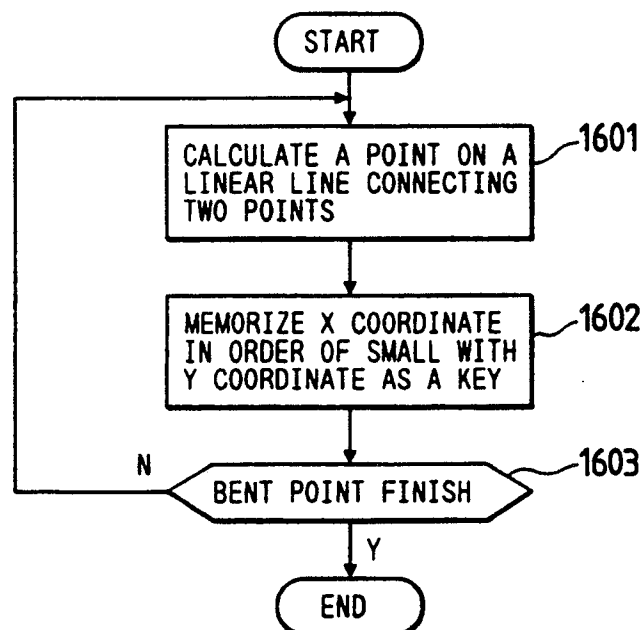 START
CALCULATE A POINT ON A
LINEAR LINE CONNECTING
TWO POINTS
1601
MEMORIZE X COORDINATE
IN ORDER OF SMALL WITH
Y COORDINATE AS A KEY
1602
BENT POINT FINISH
1603
N
Y
END